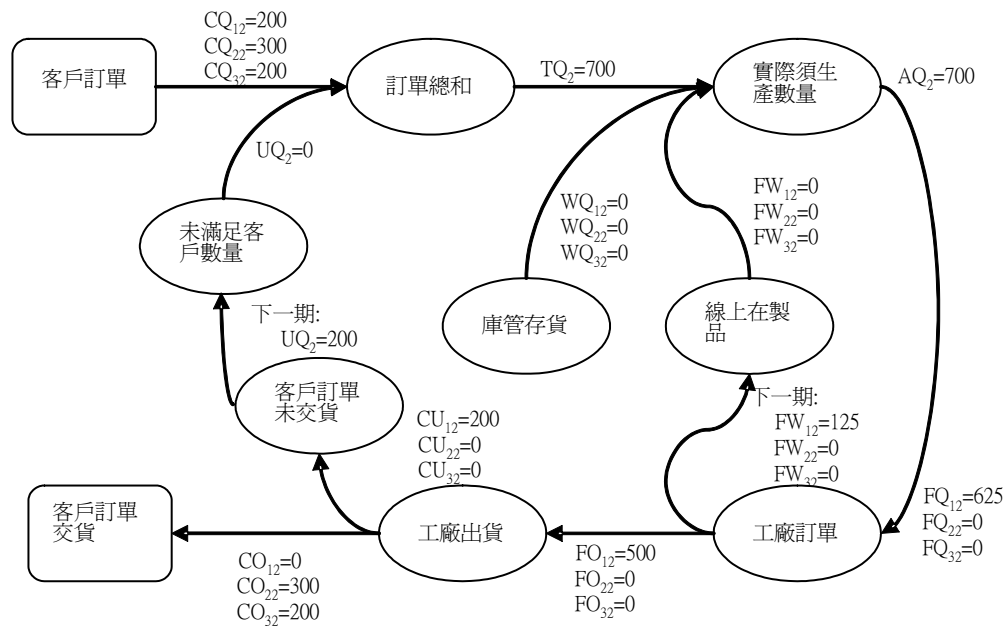 CQ₁₂=200
CQ₂₂=300
CQ₃₂=200
客戶訂單
訂單總和
TQ₂=700
實際須生
產數量
AQ₂=700
UQ₂=0
未滿足客
戶數量
WQ₁₂=0
WQ₂₂=0
WQ₃₂=0
FW₁₂=0
FW₂₂=0
FW₃₂=0
庫管存貨
線上在製
品
下一期:
UQ₂=200
客戶訂單
未交貨
CU₁₂=200
CU₂₂=0
CU₃₂=0
下一期:
FW₁₂=125
FW₂₂=0
FW₃₂=0
客戶訂單
交貨
工廠出貨
工廠訂單
FQ₁₂=625
FQ₂₂=0
FQ₃₂=0
CO₁₂=0
CO₂₂=300
CO₃₂=200
FO₁₂=500
FO₂₂=0
FO₃₂=0